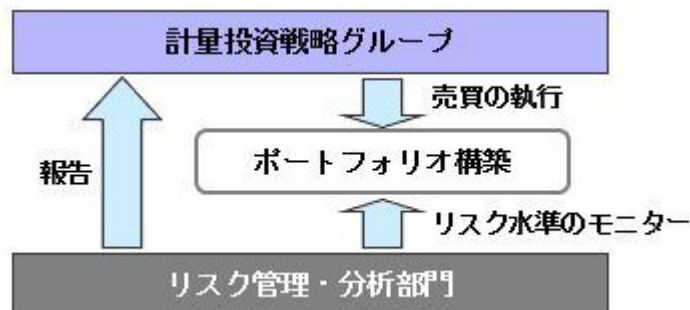 計量投資戦略グループ
売買の執行
ポートフォリオ構築
報告
リスク水準のモニター
リスク管理・分析部門